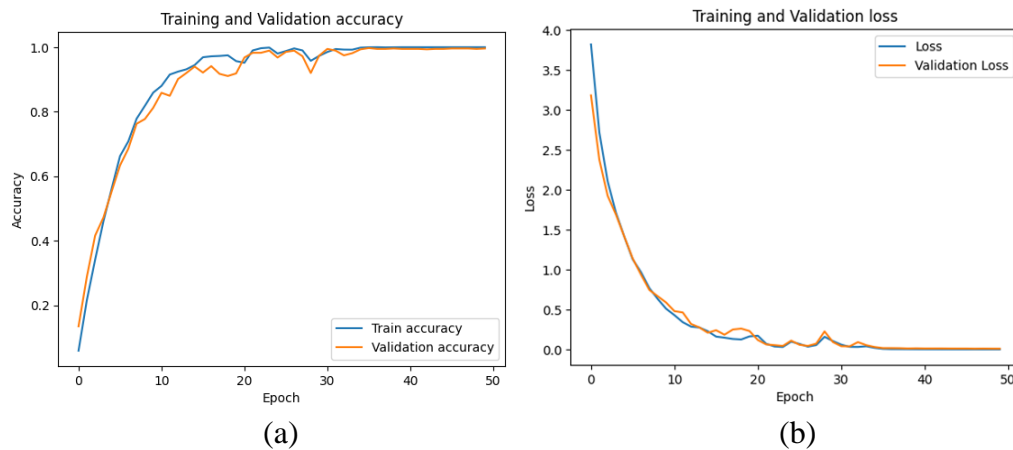 Training and Validation accuracy
1.0
0.8
0.6
0.4
0.2
Accuracy
Train accuracy
Validation accuracy
0 10 20 30 40 50
Epoch
(a)
Training and Validation loss
4.0
3.5
3.0
2.5
2.0
1.5
1.0
0.5
0.0
Loss
Loss
Validation Loss
0 10 20 30 40 50
Epoch
(b)